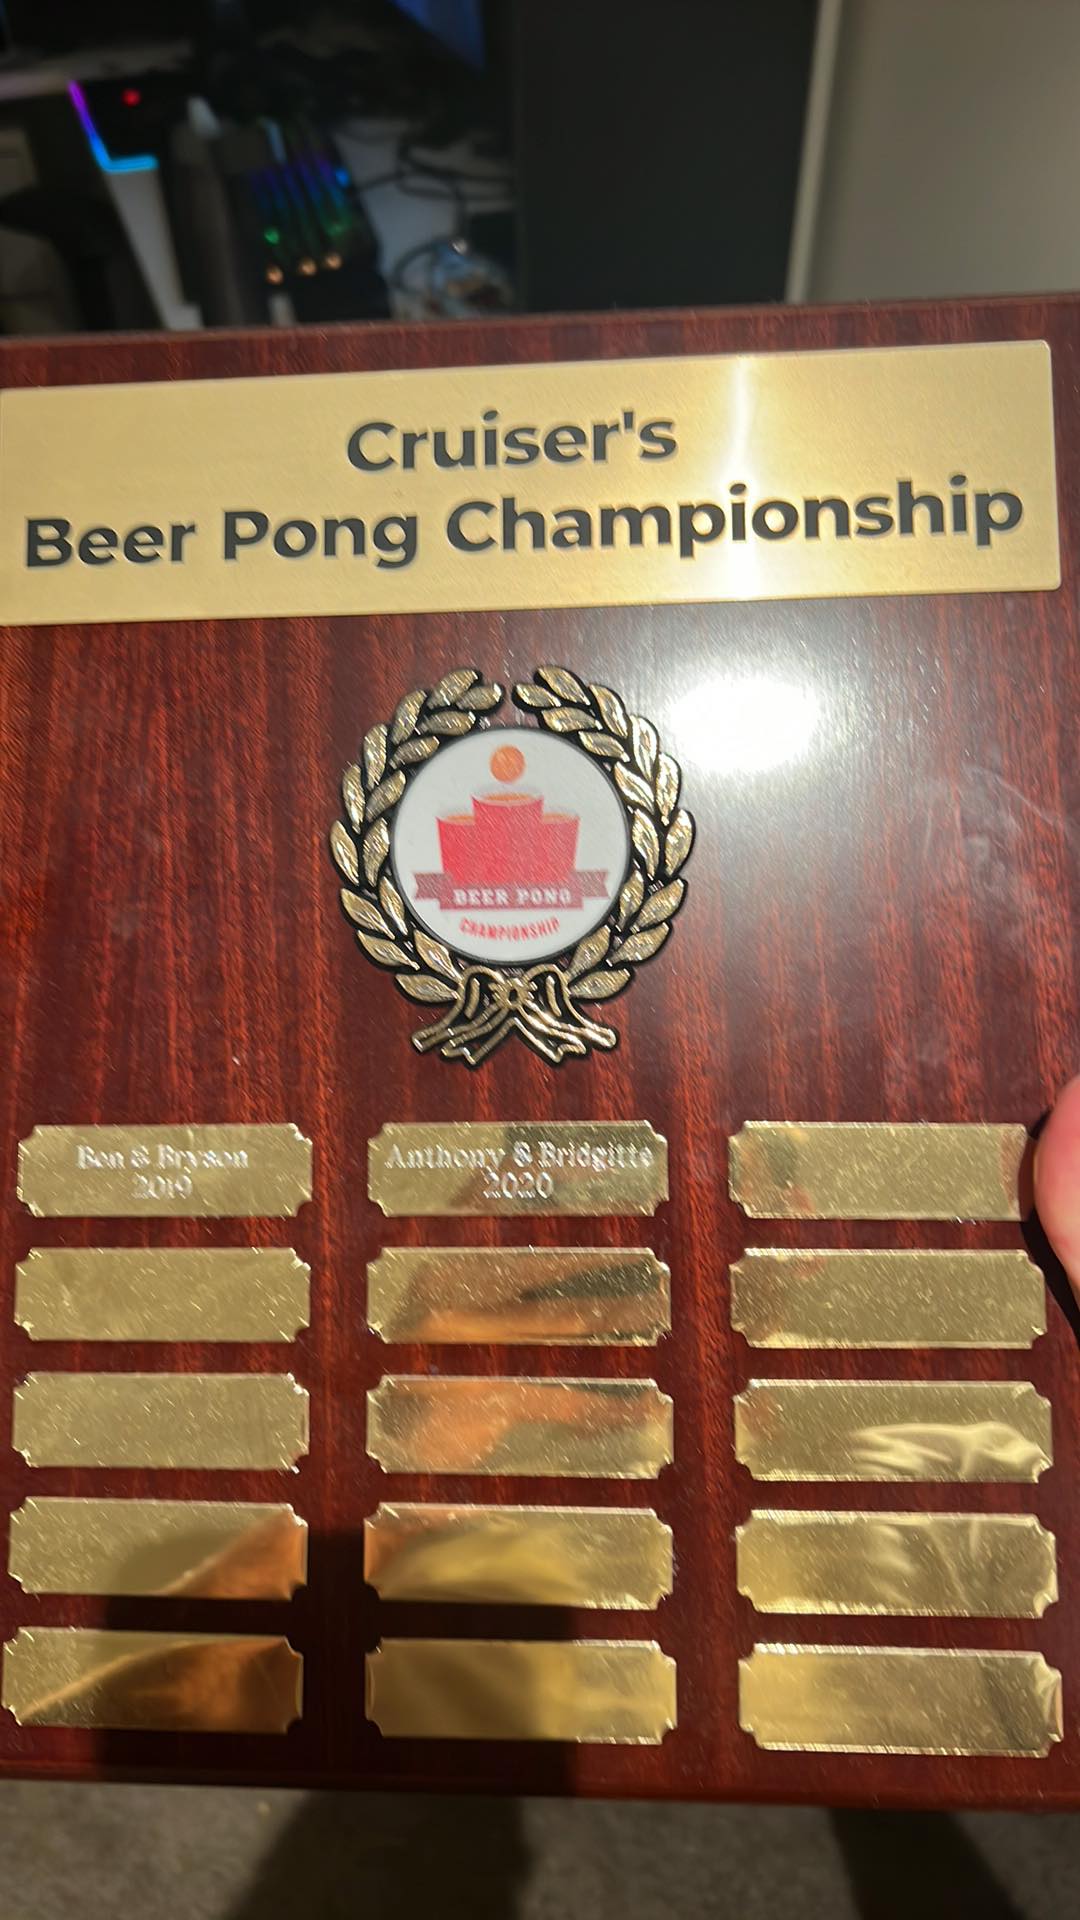 Cruiser's
Beer Pong Championship
BEER PONG
CHAMPIONSHIP
Ben & Bryson
2019
Anthony & Bridgitte
2020